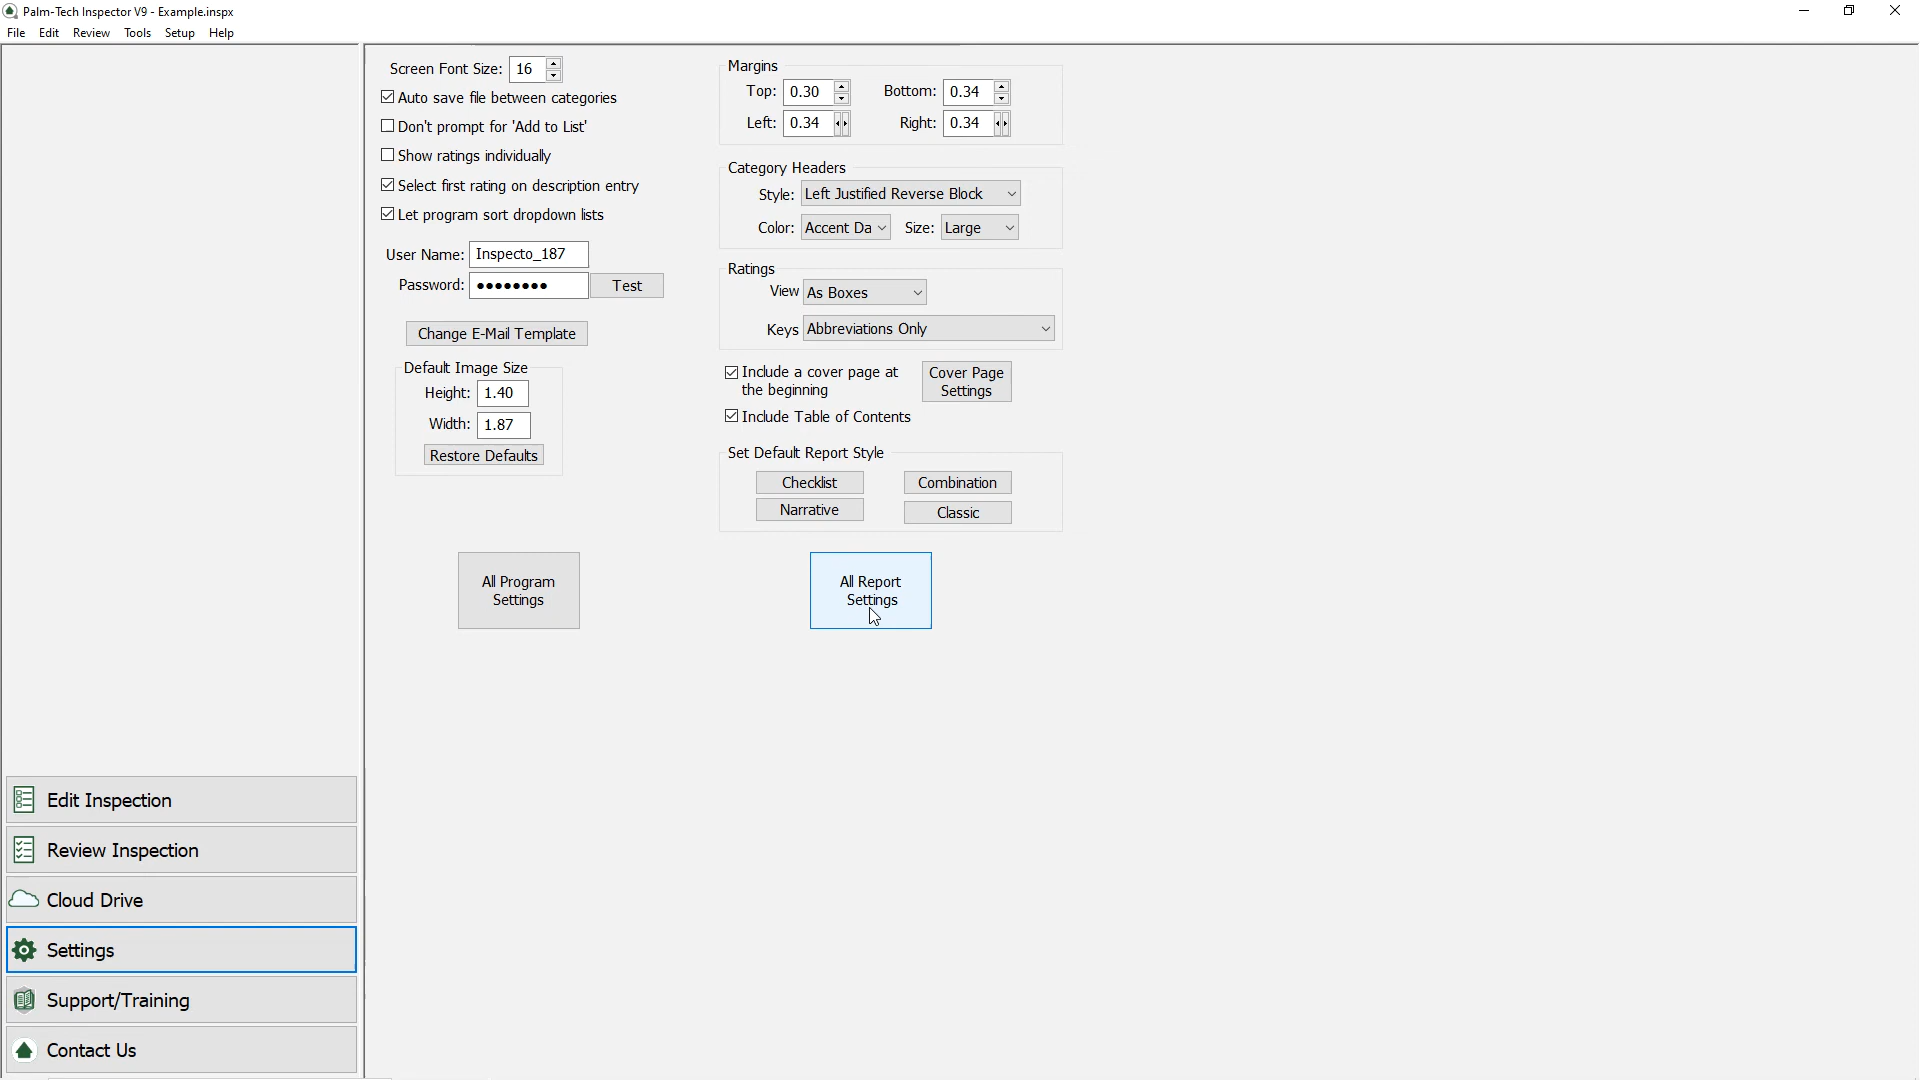 Palm-Tech Inspector V9 - Example.inspx
File Edit Review Tools Setup Help
Screen Font Size: 16
Auto save file between categories
Don't prompt for 'Add to List'
Show ratings individually
Select first rating on description entry
Let program sort dropdown lists
User Name: Inspecto_187
Password: ●●●●●●●● Test
Change E-Mail Template
Default Image Size
Height: 1.40
Width: 1.87
Restore Defaults
All Program
Settings
Margins
Top: 0.30 Bottom: 0.34
Left: 0.34 Right: 0.34
Category Headers
Style: Left Justified Reverse Block
Color: Accent Da Size: Large
Ratings
View As Boxes
Keys Abbreviations Only
Include a cover page at
the beginning
Cover Page
Settings
Include Table of Contents
Set Default Report Style
Checklist Combination
Narrative Classic
All Report
Settings
Edit Inspection
Review Inspection
Cloud Drive
Settings
Support/Training
Contact Us